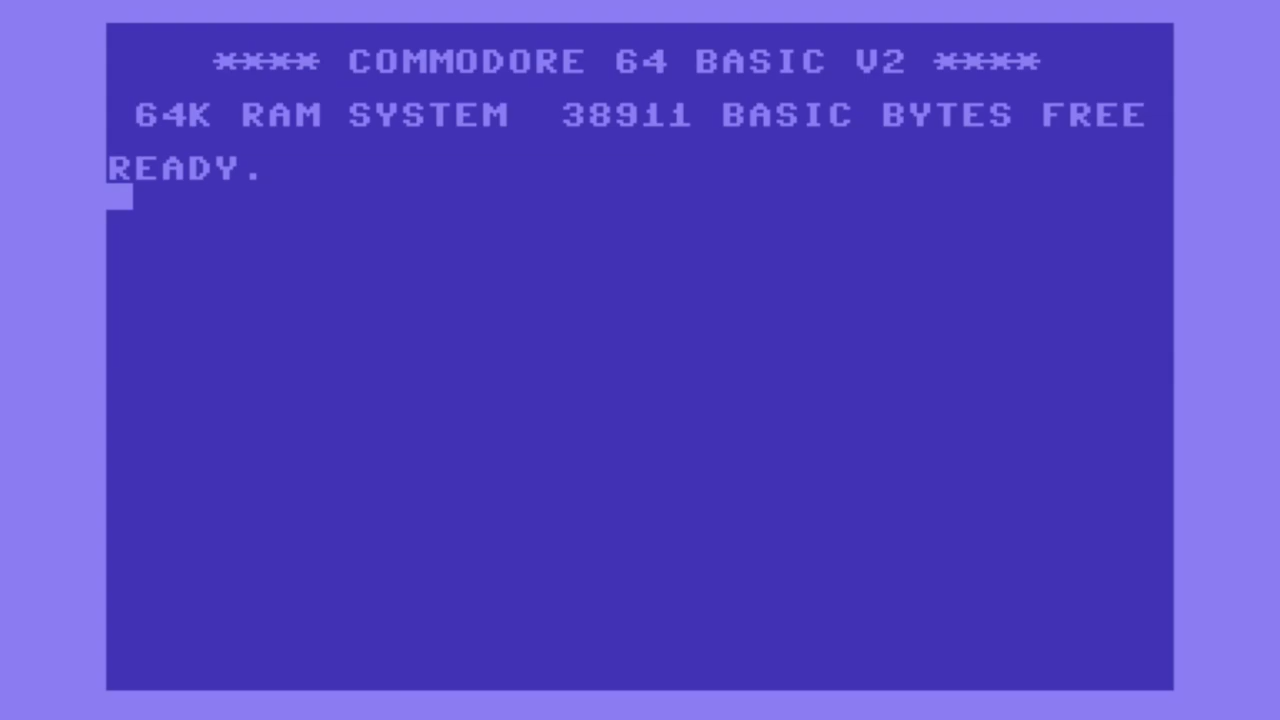 **** COMMODORE 64 BASIC V2 ****
64K RAM SYSTEM  38911 BASIC BYTES FREE
READY.